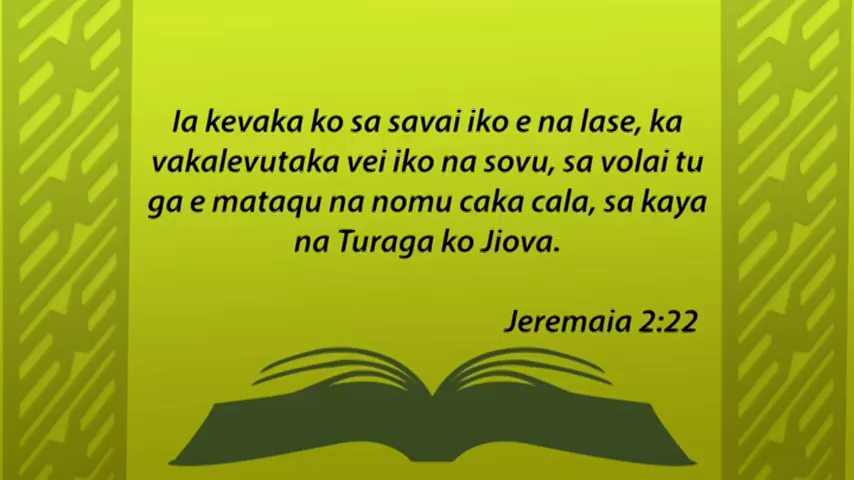 Ia kevaka ko sa savai iko e na lase, ka
vakalevutaka vei iko na sovu, sa volai tu
ga e mataqu na nomu caka cala, sa kaya
na Turaga ko Jiova.
Jeremaia 2:22